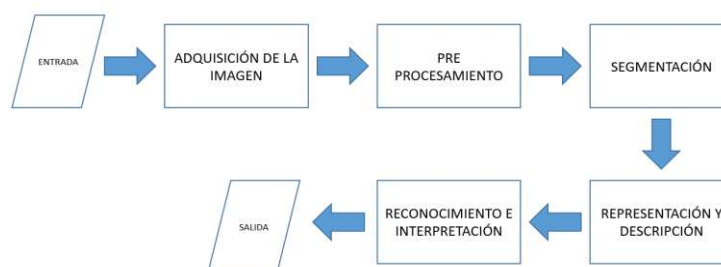 ENTRADA
ADQUISICIÓN DE LA
IMAGEN
PRE
PROCESAMIENTO
SEGMENTACIÓN
REPRESENTACIÓN Y
DESCRIPCIÓN
RECONOCIMIENTO E
INTERPRETACIÓN
SALIDA